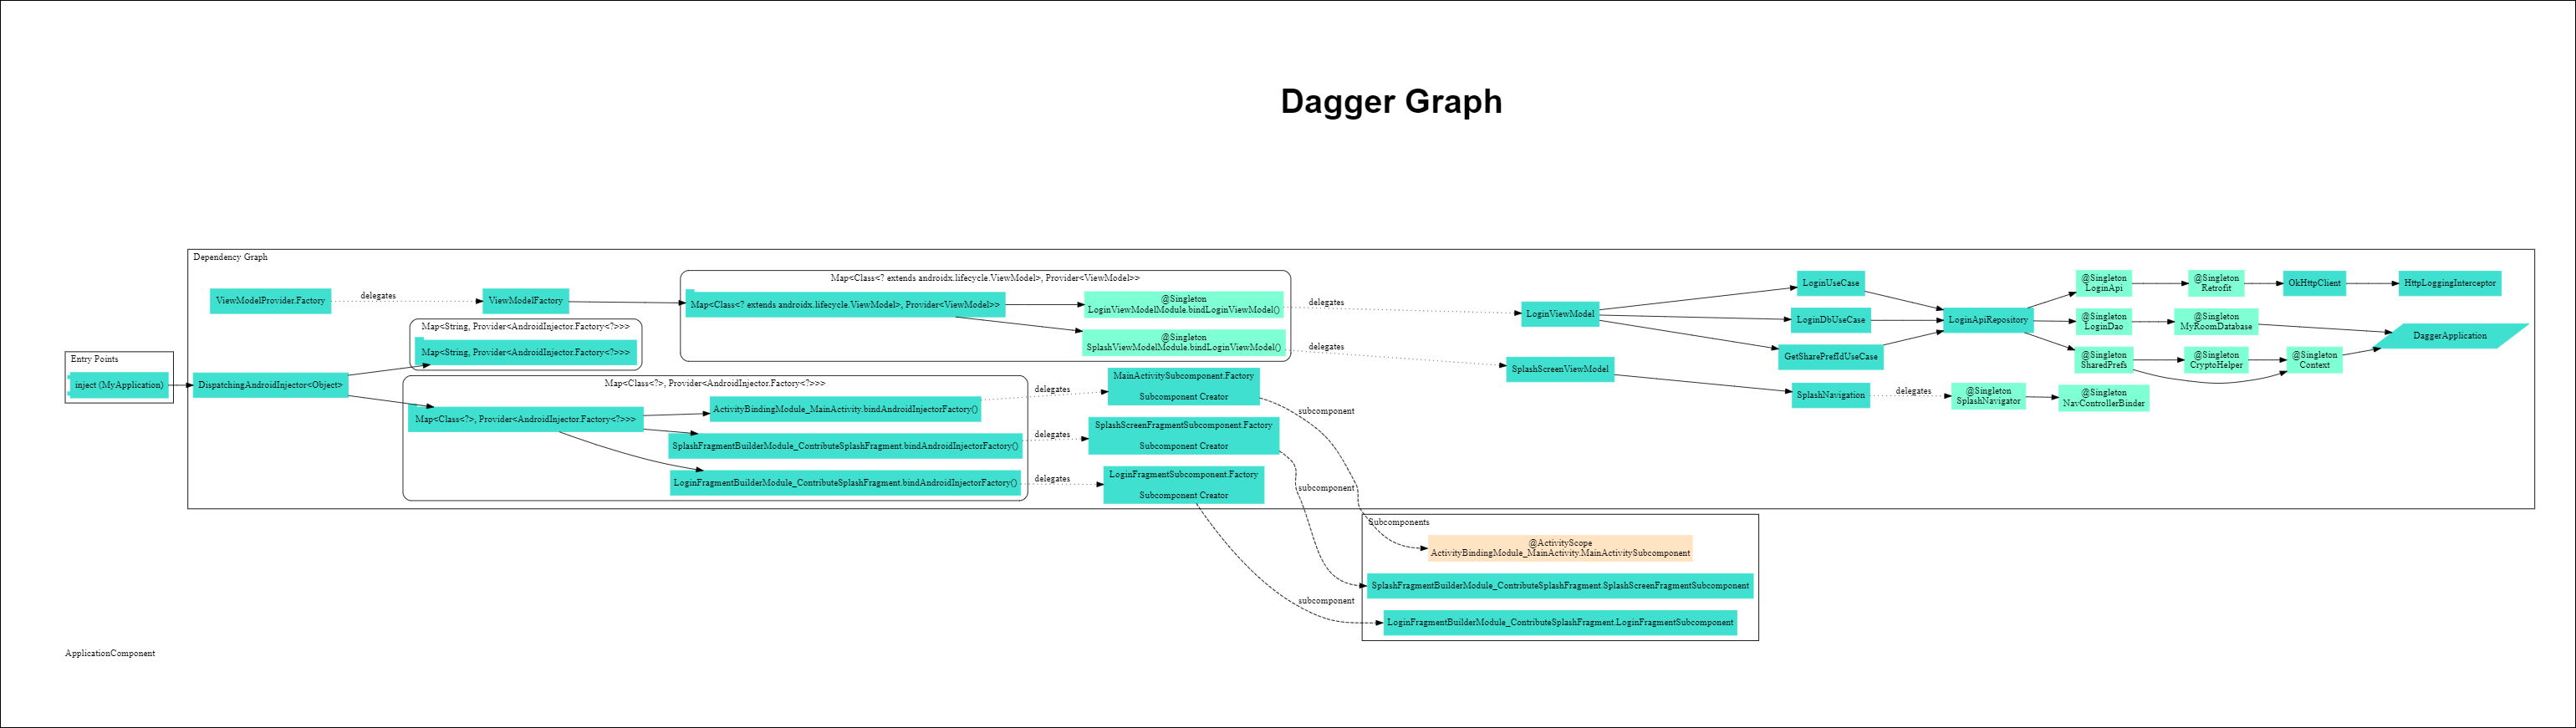 Dagger Graph
Dependency Graph
ViewModelProvider.Factory
delegates
ViewModelFactory
Map<Class<? extends androidx.lifecycle.ViewModel>, Provider<ViewModel>>
Map<Class<? extends androidx.lifecycle.ViewModel>, Provider<ViewModel>>
@Singleton
LoginViewModelModule.bindLoginViewModel()
@Singleton
SplashViewModelModule.bindLoginViewModel()
delegates
delegates
LoginViewModel
SplashScreenViewModel
LoginUseCase
LoginDbUseCase
GetSharePrefIdUseCase
SplashNavigation
LoginApiRepository
delegates
@Singleton
SplashNavigator
@Singleton
NavControllerBinder
@Singleton
LoginApi
@Singleton
Retrofit
OkHttpClient
HttpLoggingInterceptor
@Singleton
LoginDao
@Singleton
MyRoomDatabase
DaggerApplication
@Singleton
SharedPrefs
@Singleton
CryptoHelper
@Singleton
Context
Map<String, Provider<AndroidInjector.Factory<?>>>
Map<String, Provider<AndroidInjector.Factory<?>>>
Entry Points
inject (MyApplication)
DispatchingAndroidInjector<Object>
Map<Class<?>, Provider<AndroidInjector.Factory<?>>>
Map<Class<?>, Provider<AndroidInjector.Factory<?>>>
ActivityBindingModule_MainActivity.bindAndroidInjectorFactory()
SplashFragmentBuilderModule_ContributeSplashFragment.bindAndroidInjectorFactory()
LoginFragmentBuilderModule_ContributeSplashFragment.bindAndroidInjectorFactory()
delegates
delegates
delegates
MainActivitySubcomponent.Factory
Subcomponent Creator
SplashScreenFragmentSubcomponent.Factory
Subcomponent Creator
LoginFragmentSubcomponent.Factory
Subcomponent Creator
subcomponent
subcomponent
subcomponent
Subcomponents
@ActivityScope
ActivityBindingModule_MainActivity.MainActivitySubcomponent
SplashFragmentBuilderModule_ContributeSplashFragment.SplashScreenFragmentSubcomponent
LoginFragmentBuilderModule_ContributeSplashFragment.LoginFragmentSubcomponent
ApplicationComponent